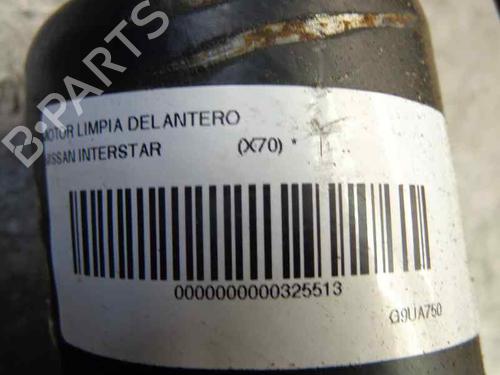 B-PARTS
MOTOR LIMPIA DELANTERO
NISSAN INTERSTAR (X70) *
0000000000325513
G9UA750